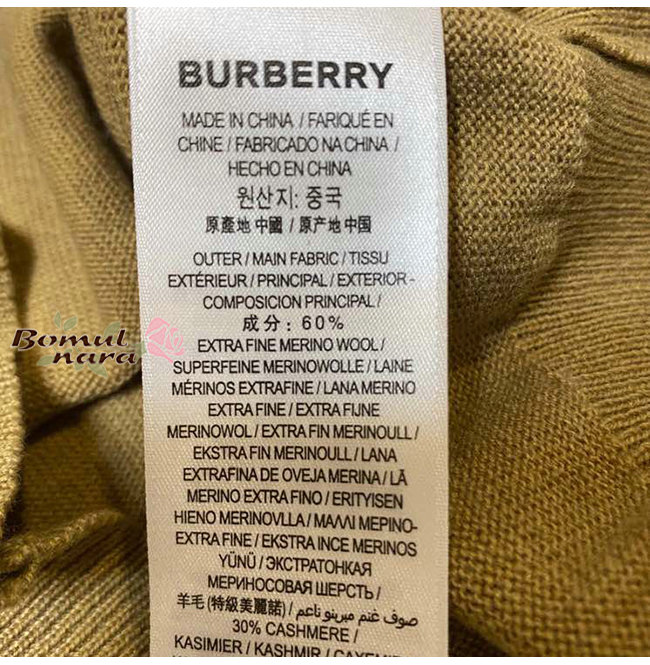 BURBERRY
MADE IN CHINA / FARIQUÉ EN
CHINE / FABRICADO NA CHINA /
HECHO EN CHINA
원산지: 중국
原產地 中國 / 原产地 中国
OUTER / MAIN FABRIC / TISSU
EXTÉRIEUR / PRINCIPAL / EXTERIOR -
COMPOSICION PRINCIPAL /
成分：60%
EXTRA FINE MERINO WOOL /
SUPERFEINE MERINOWOLLE / LAINE
MÉRINOS EXTRAFINE / LANA MERINO
EXTRA FINE / EXTRA FIJNE
MERINOWOL / EXTRA FIN MERINOULL /
EKSTRA FIN MERINOULL / LANA
EXTRAFINA DE OVEJA MERINA / LÃ
MERINO EXTRA FINO / ERITYISEN
HIENO MERINOVLLA / ΜΑΛΛΙ ΜΕΡΙΝΟ-
EXTRA FINE / EKSTRA INCE MERINOS
YÜNÜ / ЭКСТРАТОНКАЯ
МЕРИНОСОВАЯ ШЕРСТЬ /
羊毛 (特級美麗諾) / صوف غنم ميرينو ناعم /
30% CASHMERE /
KASIMIER / KASHMIR / CAYEMIR
Bomul
nara